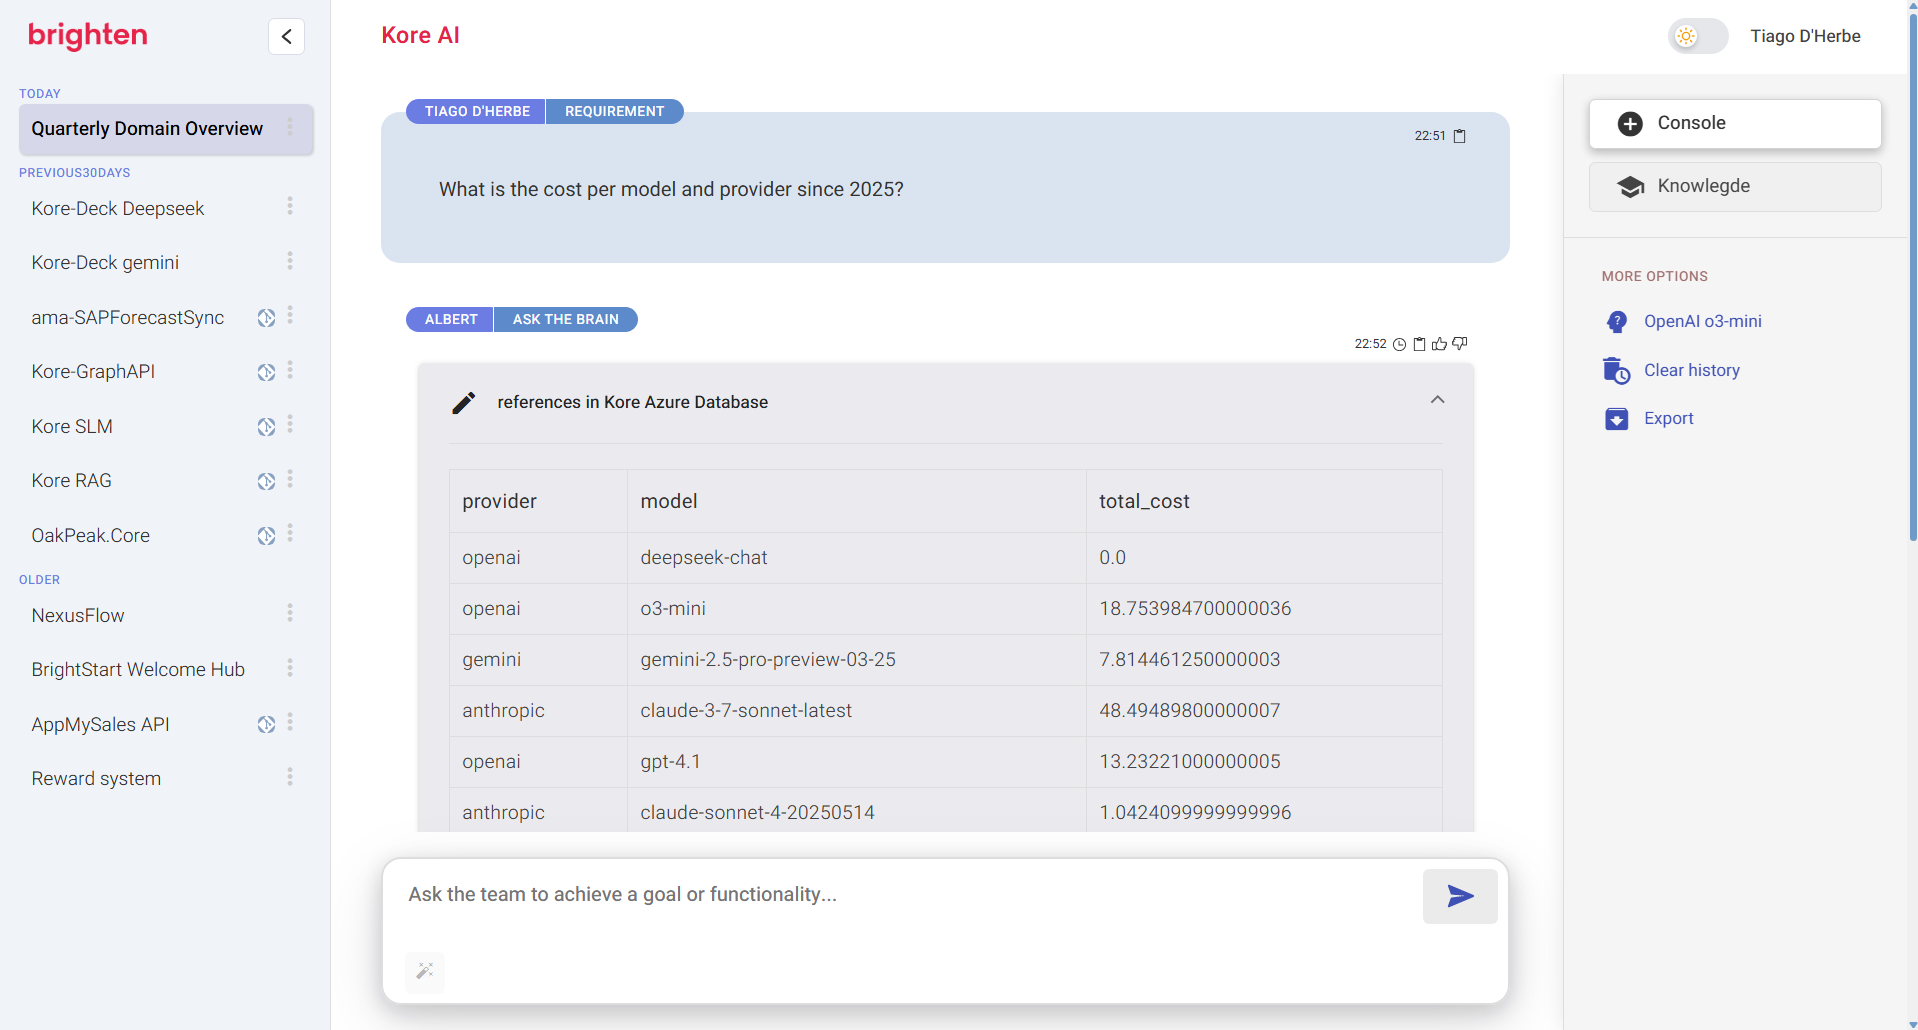 brighten
TODAY
Quarterly Domain Overview
PREVIOUS30DAYS
Kore-Deck Deepseek
Kore-Deck gemini
ama-SAPForecastSync
Kore-GraphAPI
Kore SLM
Kore RAG
OakPeak.Core
OLDER
NexusFlow
BrightStart Welcome Hub
AppMySales API
Reward system
Kore AI
Tiago D'Herbe
TIAGO D'HERBE REQUIREMENT
22:51
What is the cost per model and provider since 2025?
ALBERT ASK THE BRAIN
22:52
references in Kore Azure Database
provider model total_cost
openai deepseek-chat 0.0
openai o3-mini 18.753984700000036
gemini gemini-2.5-pro-preview-03-25 7.814461250000003
anthropic claude-3-7-sonnet-latest 48.49489800000007
openai gpt-4.1 13.23221000000005
anthropic claude-sonnet-4-20250514 1.0424099999999996
Ask the team to achieve a goal or functionality...
Console
Knowlegde
MORE OPTIONS
OpenAI o3-mini
Clear history
Export